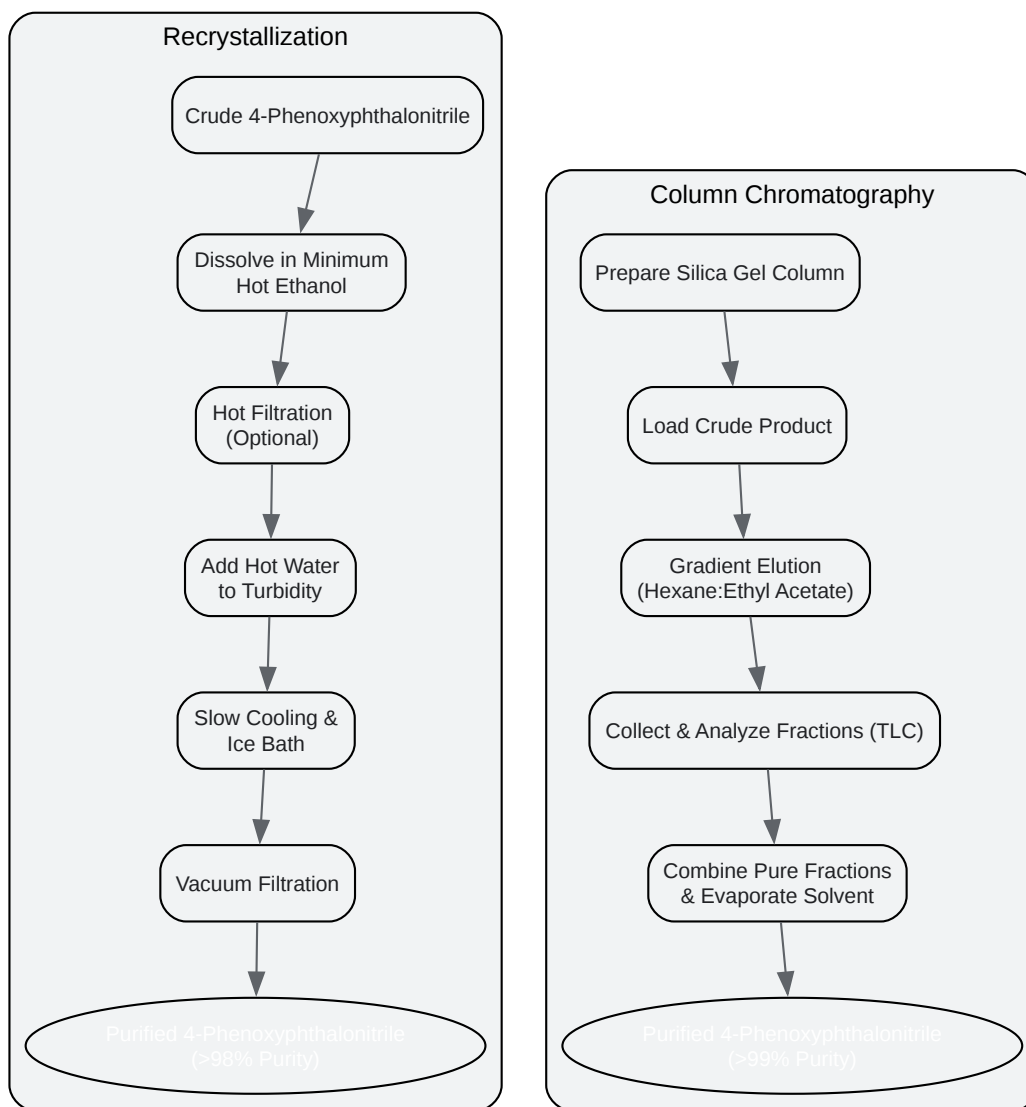 Recrystallization
Crude 4-Phenoxyphthalonitrile
Dissolve in Minimum
Hot Ethanol
Hot Filtration
(Optional)
Add Hot Water
to Turbidity
Slow Cooling &
Ice Bath
Vacuum Filtration
Purified 4-Phenoxyphthalonitrile
(>98% Purity)
Column Chromatography
Prepare Silica Gel Column
Load Crude Product
Gradient Elution
(Hexane:Ethyl Acetate)
Collect & Analyze Fractions (TLC)
Combine Pure Fractions
& Evaporate Solvent
Purified 4-Phenoxyphthalonitrile
(>99% Purity)